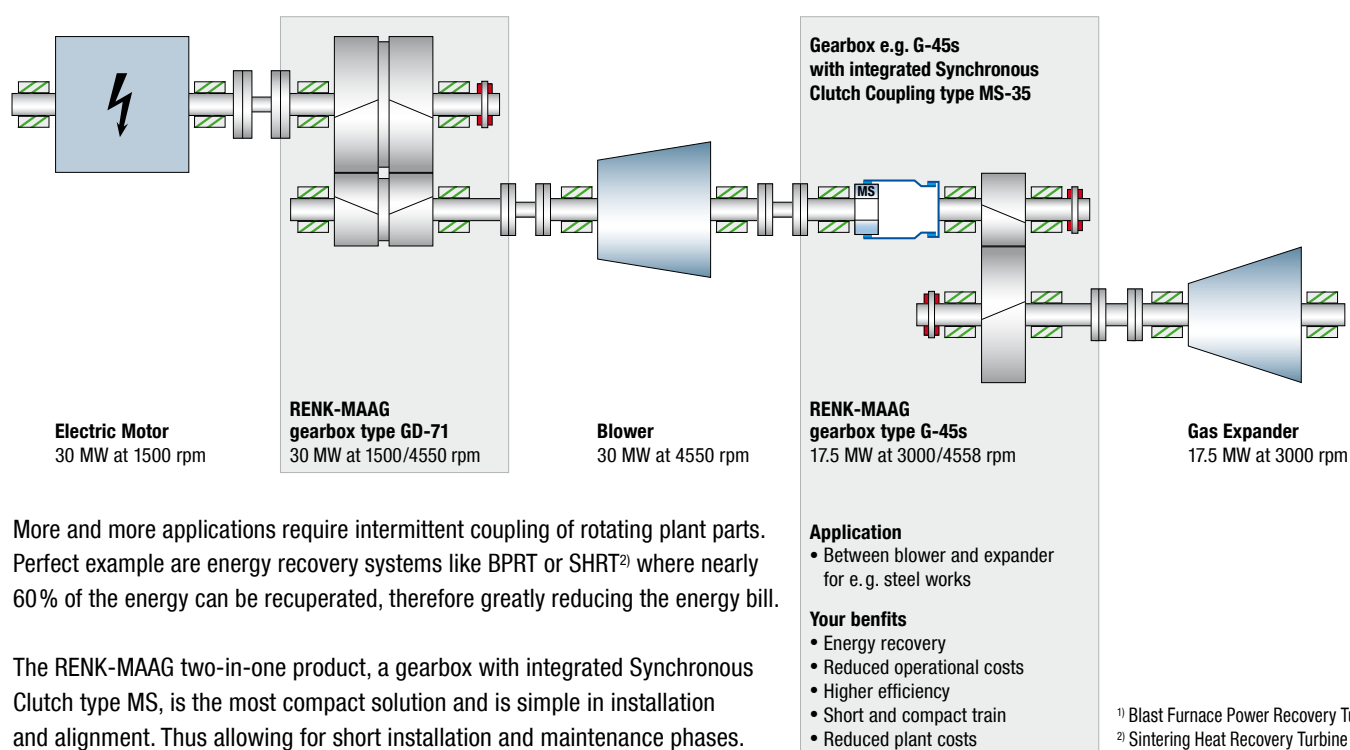 Gearbox e.g. G-45s
with integrated Synchronous
Clutch Coupling type MS-35
MS
Electric Motor
30 MW at 1500 rpm
RENK-MAAG
gearbox type GD-71
30 MW at 1500/4550 rpm
Blower
30 MW at 4550 rpm
RENK-MAAG
gearbox type G-45s
17.5 MW at 3000/4558 rpm
Gas Expander
17.5 MW at 3000 rpm
More and more applications require intermittent coupling of rotating plant parts.
Perfect example are energy recovery systems like BPRT or SHRT²⁾ where nearly
60 % of the energy can be recuperated, therefore greatly reducing the energy bill.
The RENK-MAAG two-in-one product, a gearbox with integrated Synchronous
Clutch type MS, is the most compact solution and is simple in installation
and alignment. Thus allowing for short installation and maintenance phases.
Application
• Between blower and expander
for e.g. steel works
Your benfits
• Energy recovery
• Reduced operational costs
• Higher efficiency
• Short and compact train
• Reduced plant costs
¹⁾ Blast Furnace Power Recovery
²⁾ Sintering Heat Recovery Turbine